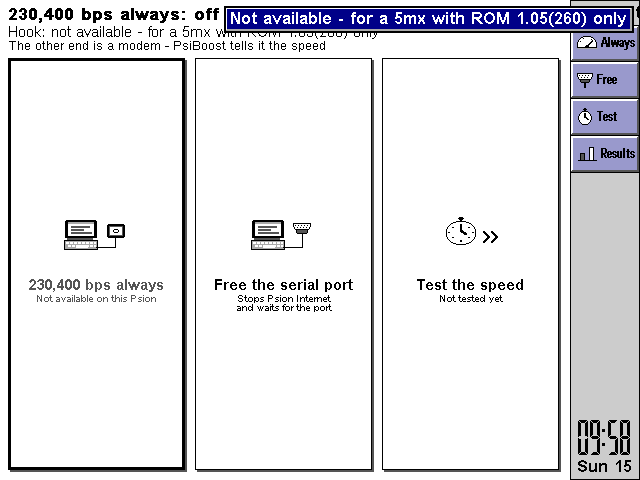 230,400 bps always: off
Not available - for a 5mx with ROM 1.05(260) only
Hook: not available - for a 5mx with ROM 1.05(260) only
The other end is a modem - PsiBoost tells it the speed
Always
Free
Test
Results
230,400 bps always
Not available on this Psion
Free the serial port
Stops Psion Internet
and waits for the port
Test the speed
Not tested yet
09:58
Sun 15